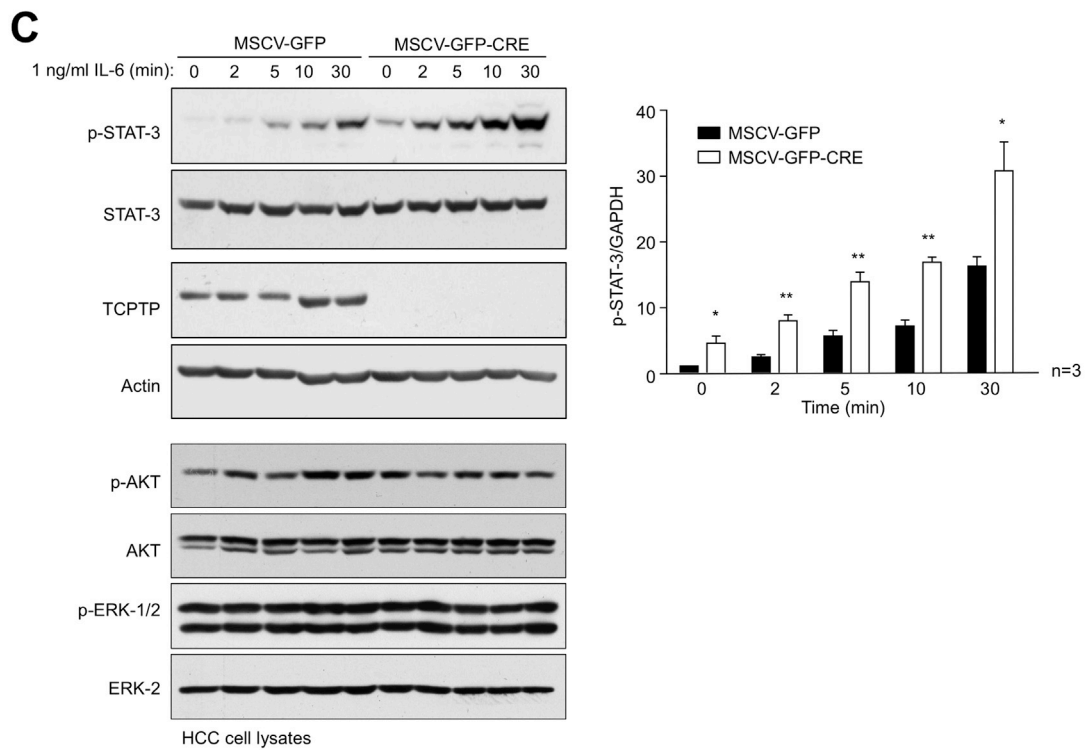 C
MSCV-GFP MSCV-GFP-CRE
1 ng/ml IL-6 (min): 0 2 5 10 30 0 2 5 10 30
p-STAT-3
STAT-3
TCPTP
Actin
p-AKT
AKT
p-ERK-1/2
ERK-2
HCC cell lysates
p-STAT-3/GAPDH
40
30
20
10
0
MSCV-GFP
MSCV-GFP-CRE
* ** ** ** *
0 2 5 10 30
Time (min)
n=3